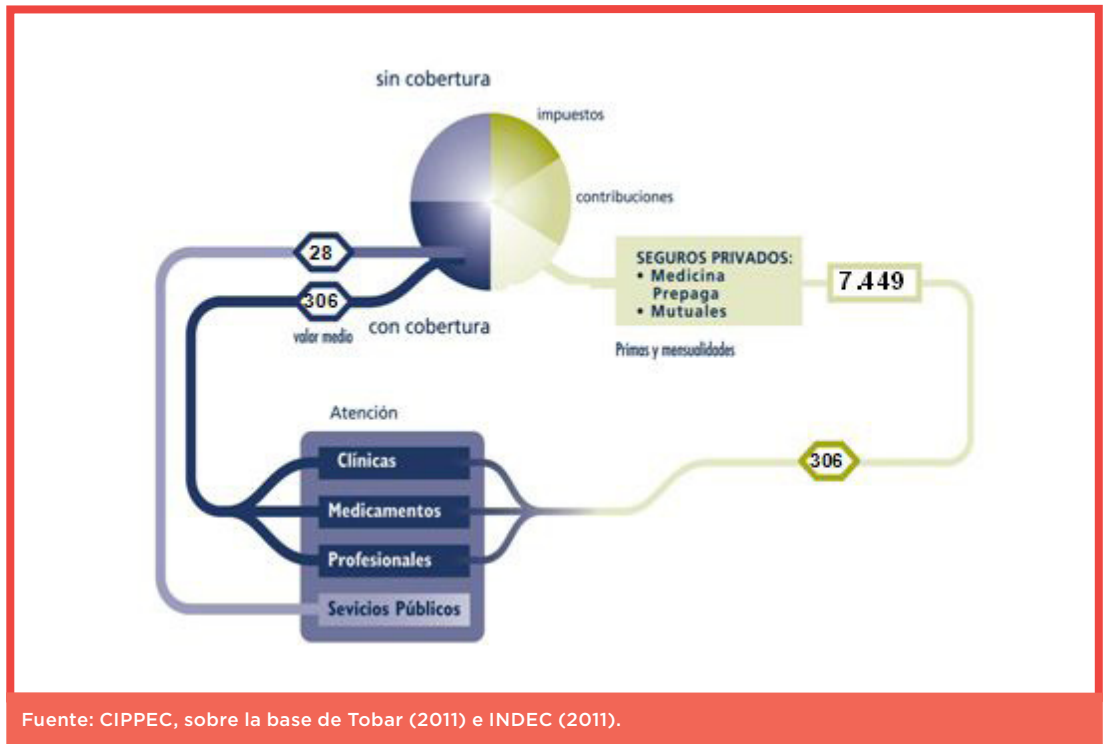 sin cobertura
impuestos
contribuciones
28
306
valor medio
con cobertura
SEGUROS PRIVADOS:
• Medicina
Prepaga
• Mutuales
7.449
Primas y mensualidades
Atención
Clínicas
Medicamentos
Profesionales
Sevicios Públicos
306
Fuente: CIPPEC, sobre la base de Tobar (2011) e INDEC (2011).